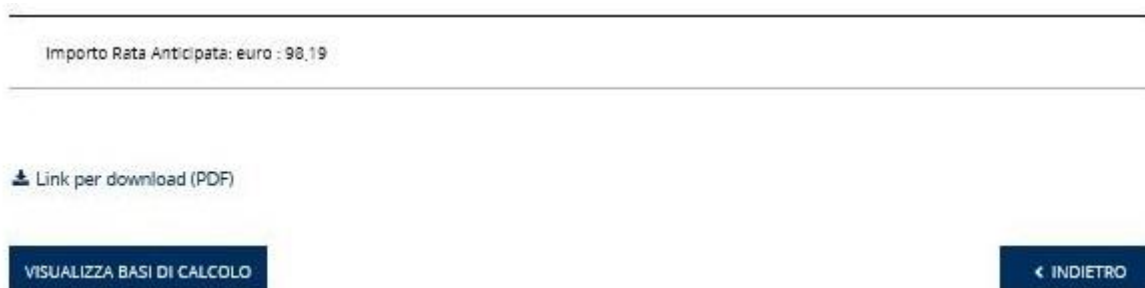 Importo Rata Anticipata: euro : 98,19
Link per download (PDF)
VISUALIZZA BASI DI CALCOLO
< INDIETRO